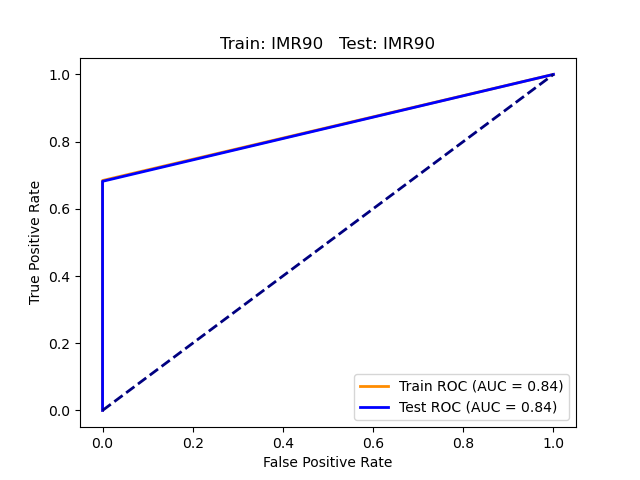 Train: IMR90   Test: IMR90
1.0
0.8
0.6
0.4
0.2
0.0
True Positive Rate
0.0 0.2 0.4 0.6 0.8 1.0
False Positive Rate
Train ROC (AUC = 0.84)
Test ROC (AUC = 0.84)